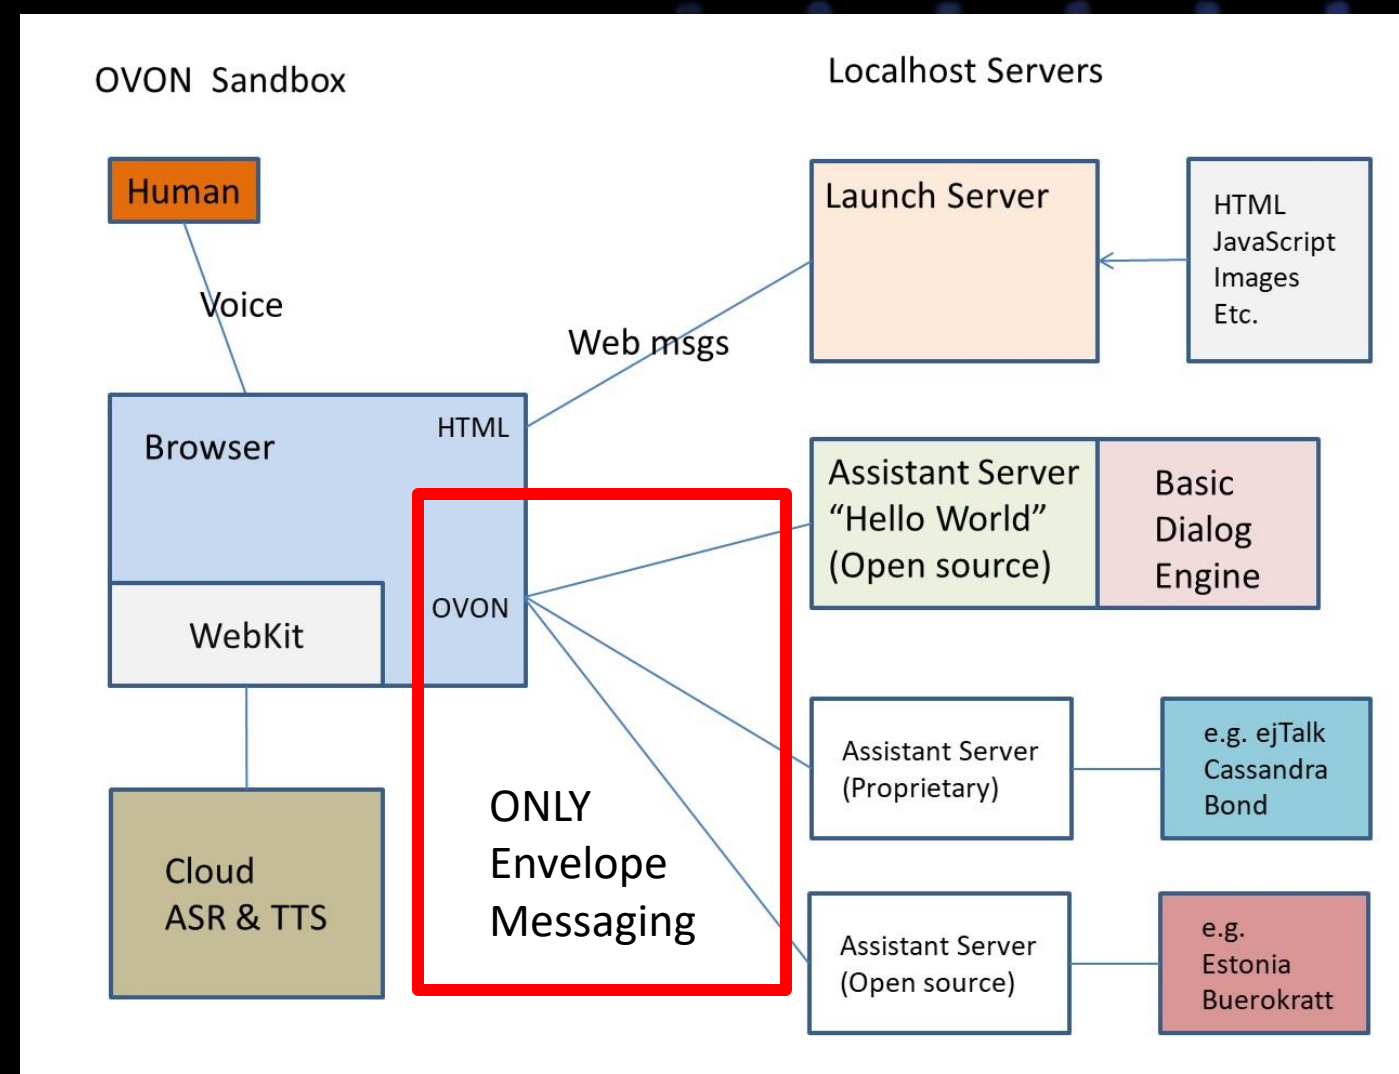 OVON  Sandbox
Localhost Servers
Human
Voice
Launch Server
HTML
JavaScript
Images
Etc.
Web msgs
Browser
HTML
OVON
WebKit
Assistant Server
“Hello World”
(Open source)
Basic
Dialog
Engine
ONLY
Envelope
Messaging
Cloud
ASR & TTS
Assistant Server
(Proprietary)
e.g. ejTalk
Cassandra
Bond
Assistant Server
(Open source)
e.g.
Estonia
Buerokratt